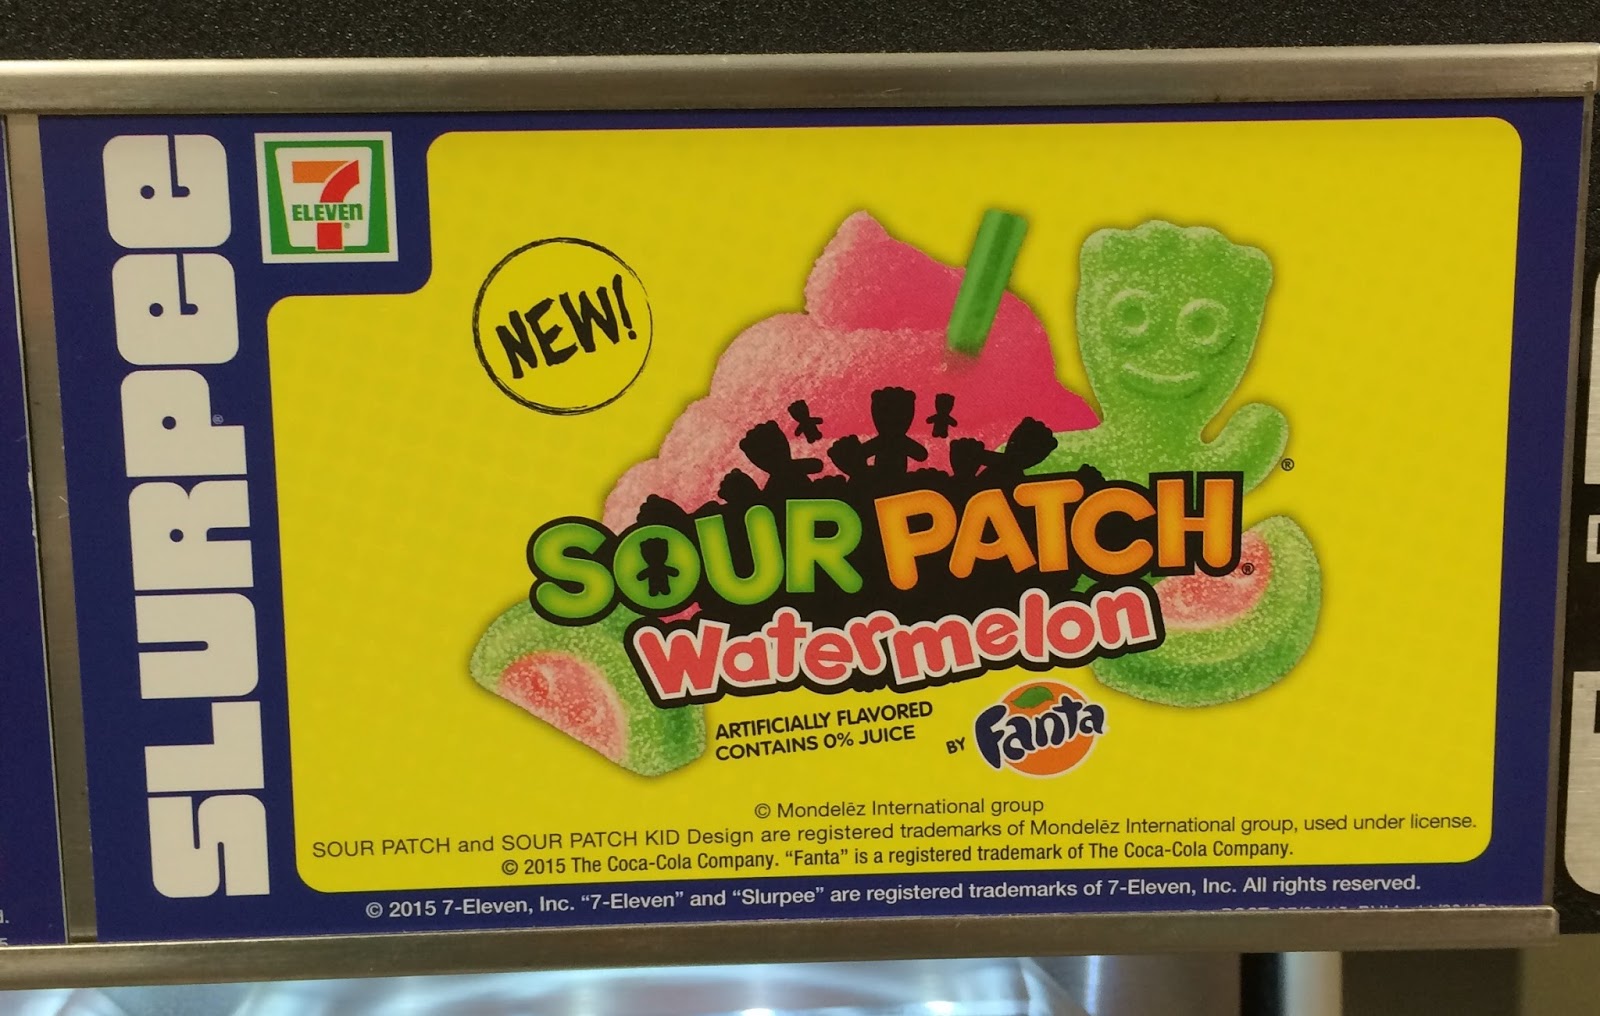 SLURPEE®
7
ELEVEN
®
NEW!
SOUR PATCH®
Watermelon
ARTIFICIALLY FLAVORED
CONTAINS 0% JUICE
BY Fanta
© Mondelēz International group
SOUR PATCH and SOUR PATCH KID Design are registered trademarks of Mondelēz International group, used under license.
© 2015 The Coca-Cola Company. “Fanta” is a registered trademark of The Coca-Cola Company.
© 2015 7-Eleven, Inc. “7-Eleven” and “Slurpee” are registered trademarks of 7-Eleven, Inc. All rights reserved.